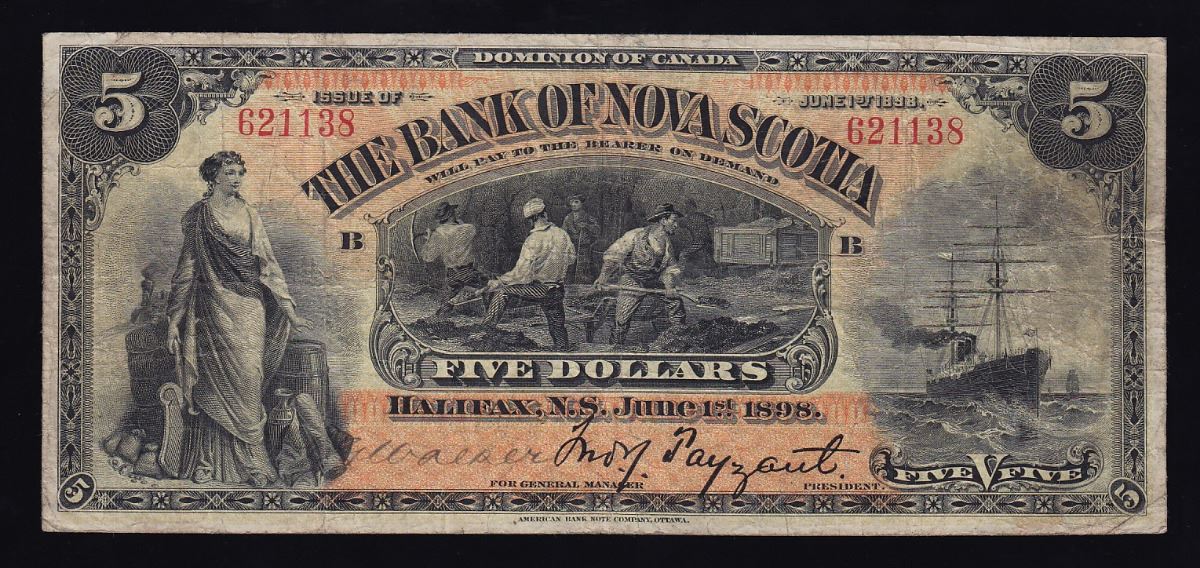 DOMINION OF CANADA
5 5
ISSUE OF JUNE 1ST 1898.
621138 621138
THE BANK OF NOVA SCOTIA
WILL PAY TO THE BEARER ON DEMAND
B B
FIVE DOLLARS
HALIFAX, N.S. June 1st. 1898.
Jno Y. Payzant.
FOR GENERAL MANAGER PRESIDENT.
FIVE V FIVE
5 5
AMERICAN BANK NOTE COMPANY, OTTAWA.